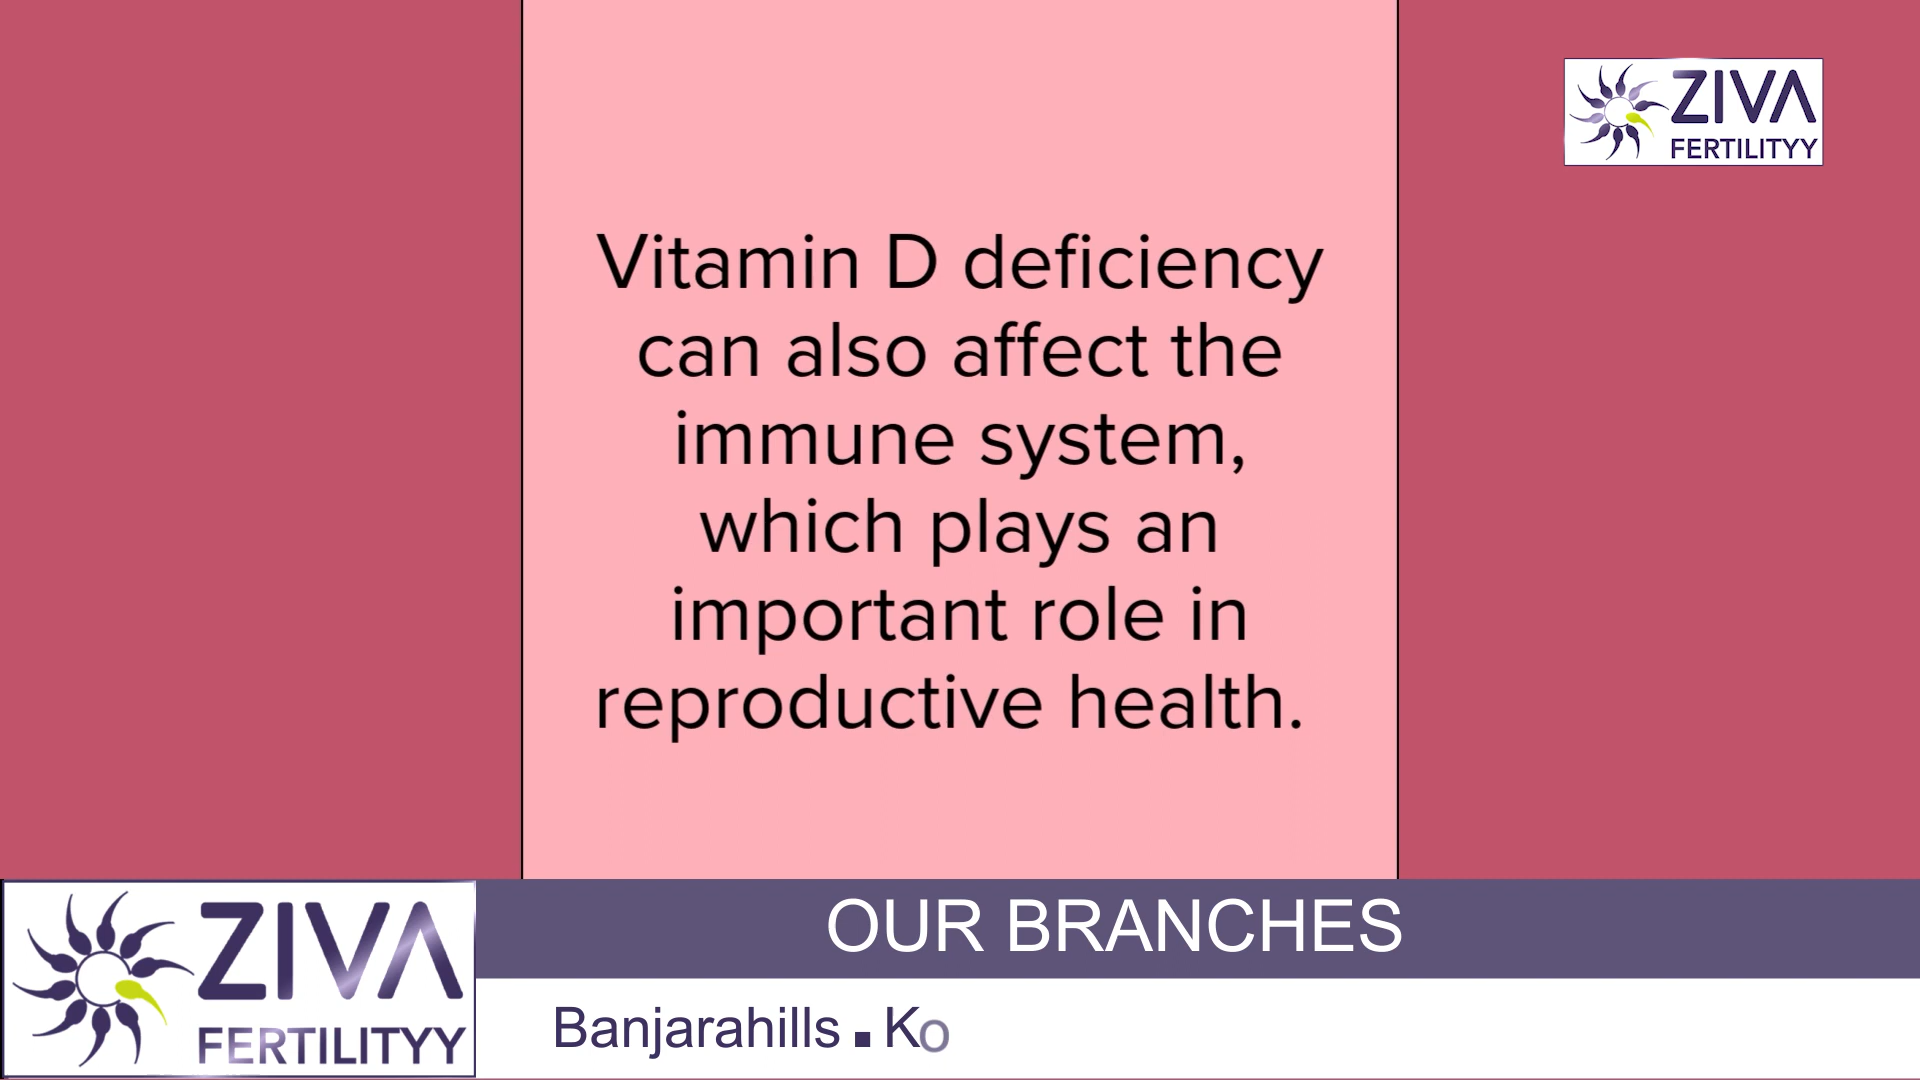 ZIVA
FERTILITYY
Vitamin D deficiency
can also affect the
immune system,
which plays an
important role in
reproductive health.
ZIVA
FERTILITYY
OUR BRANCHES
Banjarahills ▪ Ko